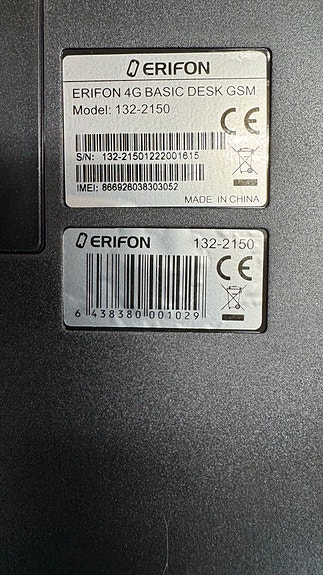 ERIFON
ERIFON 4G BASIC DESK GSM
Model: 132-2150
S/N: 132-21501222001615
IMEI: 866926038303052
CE
MADE IN CHINA
ERIFON 132-2150
CE
6 438380 001029